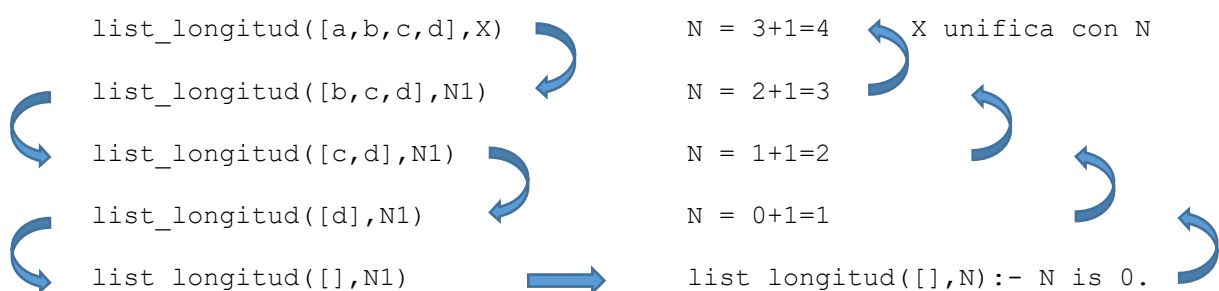 list_longitud([a,b,c,d],X)
list_longitud([b,c,d],N1)
list_longitud([c,d],N1)
list_longitud([d],N1)
list longitud([],N1)
N = 3+1=4 X unifica con N
N = 2+1=3
N = 1+1=2
N = 0+1=1
list longitud([],N):- N is 0.